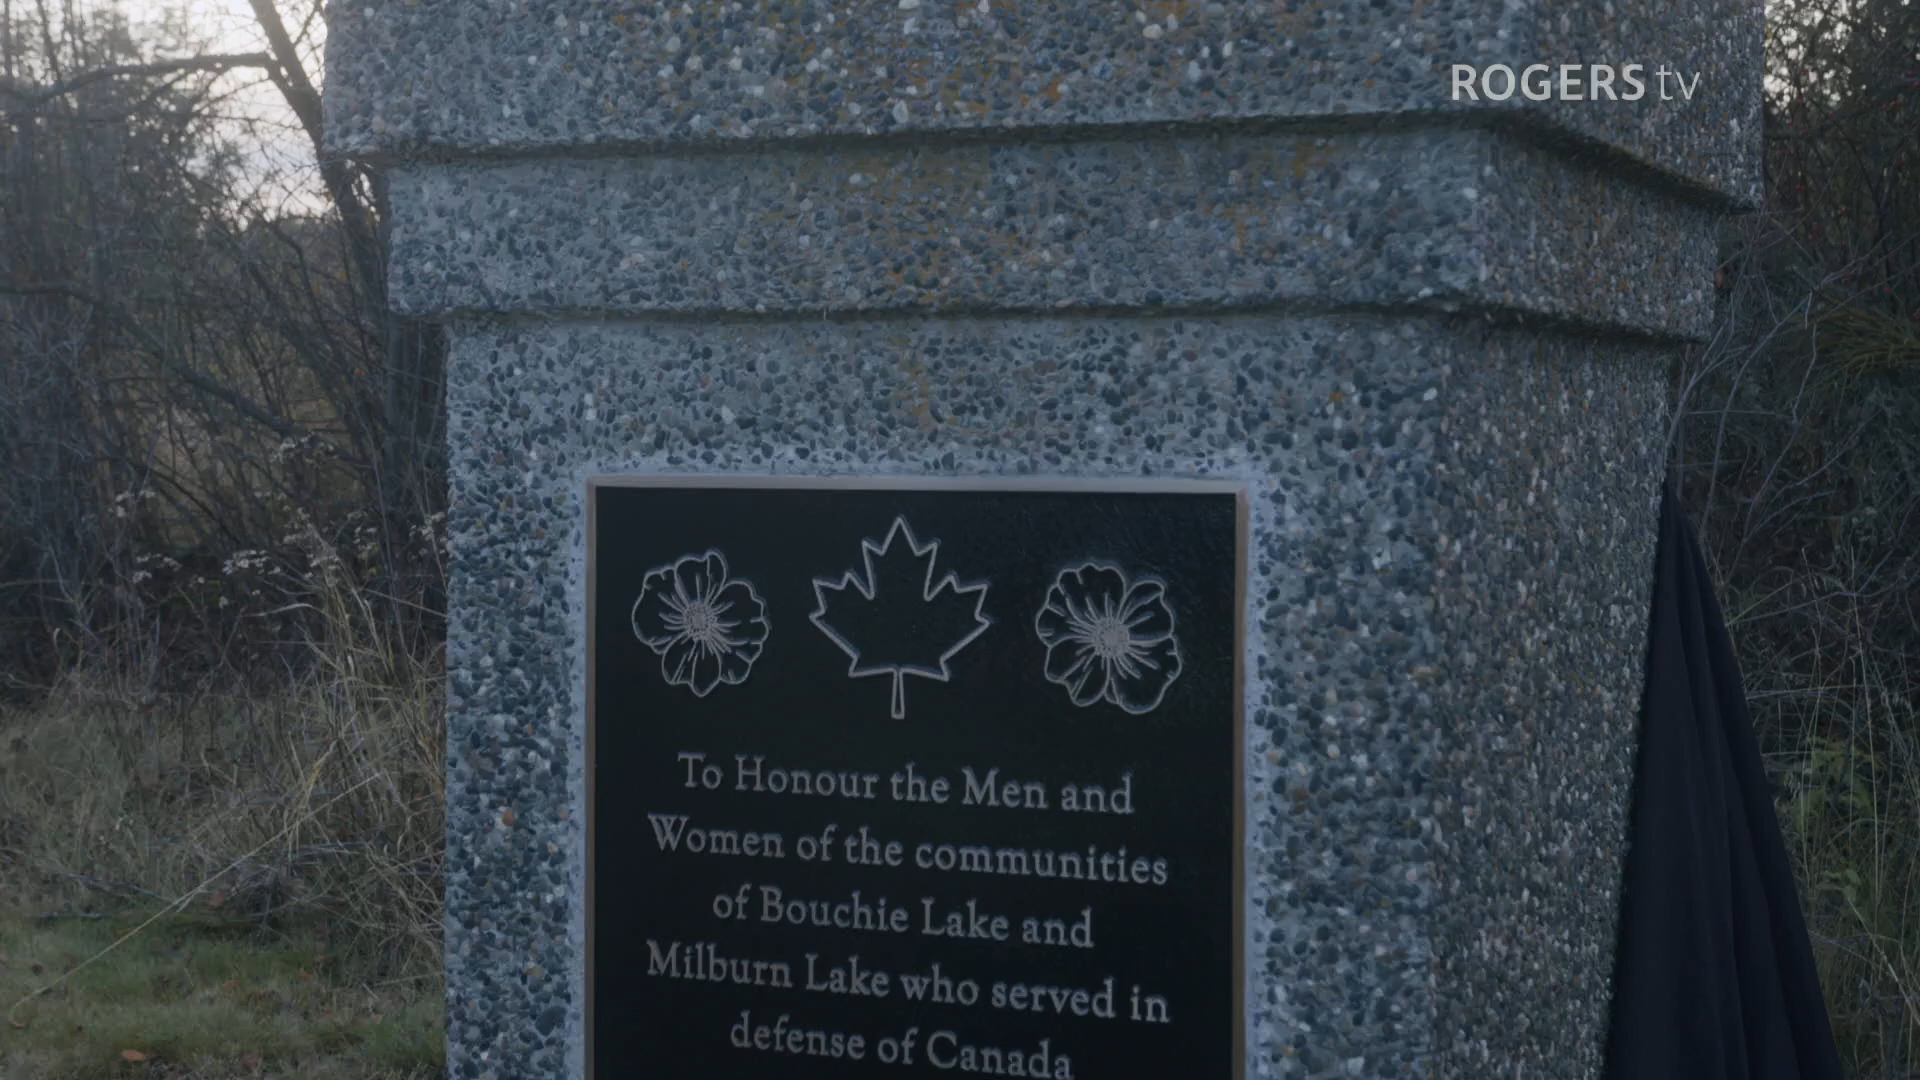 ROGERS tv
To Honour the Men and
Women of the communities
of Bouchie Lake and
Milburn Lake who served in
defense of Canada